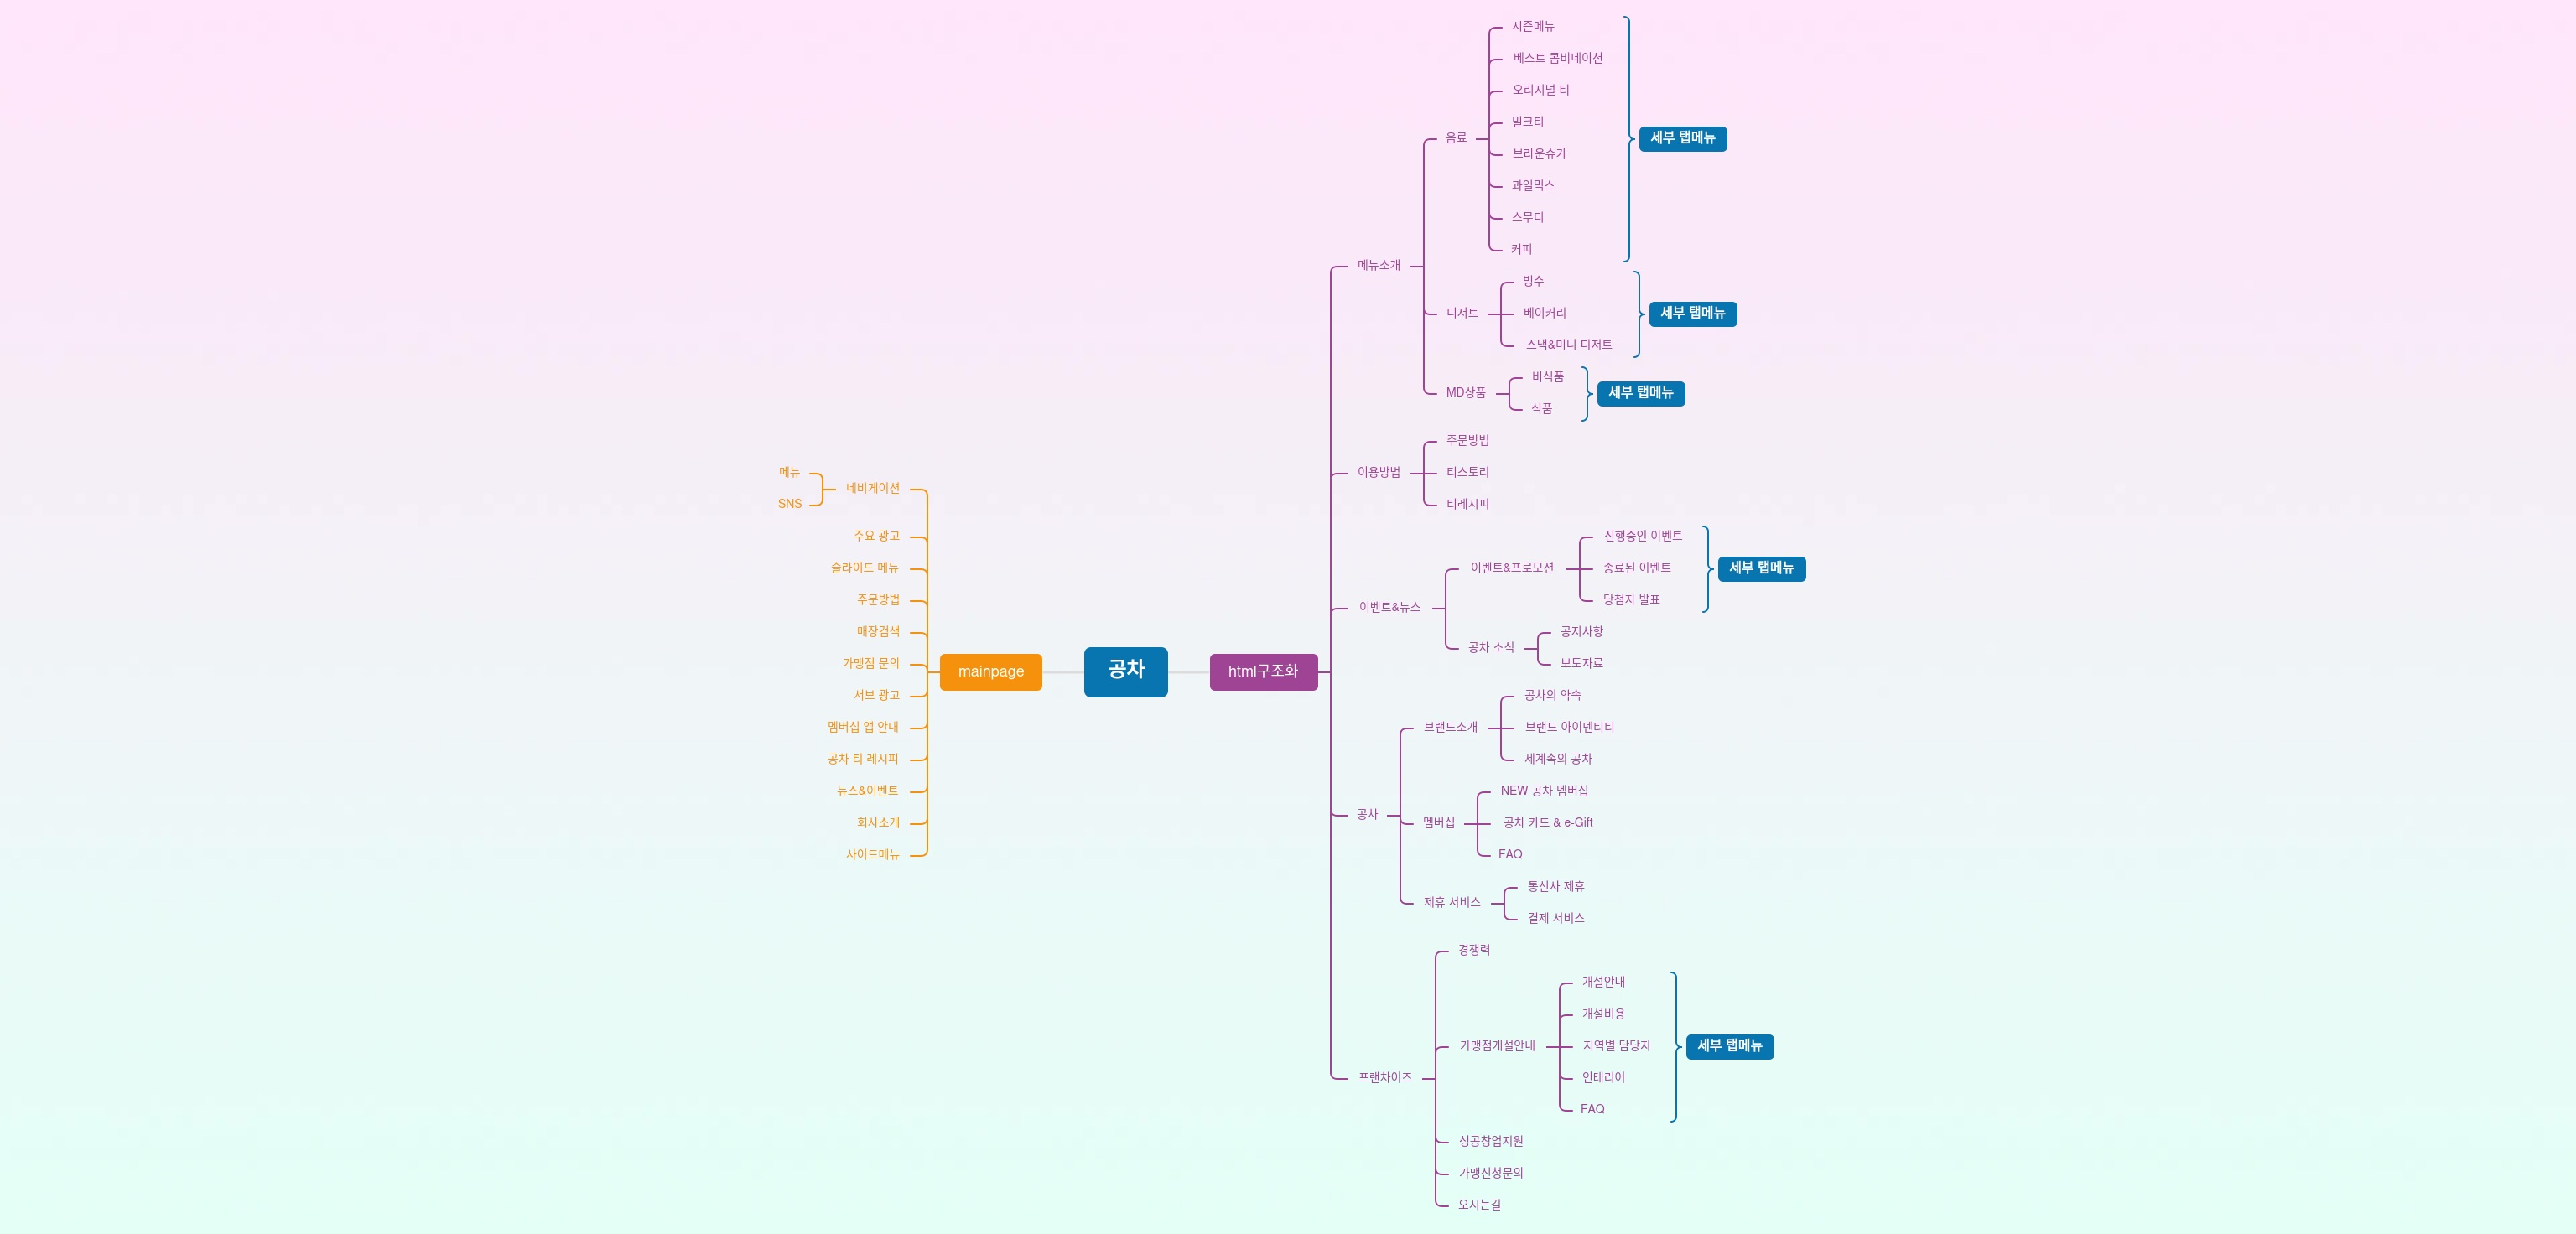 공차
mainpage
네비게이션
메뉴
SNS
주요 광고
슬라이드 메뉴
주문방법
매장검색
가맹점 문의
서브 광고
멤버십 앱 안내
공차 티 레시피
뉴스&이벤트
회사소개
사이드메뉴
html구조화
메뉴소개
음료
시즌메뉴
베스트 콤비네이션
오리지널 티
밀크티
브라운슈가
과일믹스
스무디
커피
세부 탭메뉴
디저트
빙수
베이커리
스낵&미니 디저트
세부 탭메뉴
MD상품
비식품
식품
세부 탭메뉴
이용방법
주문방법
티스토리
티레시피
이벤트&뉴스
이벤트&프로모션
진행중인 이벤트
종료된 이벤트
당첨자 발표
세부 탭메뉴
공차 소식
공지사항
보도자료
공차
브랜드소개
공차의 약속
브랜드 아이덴티티
세계속의 공차
멤버십
NEW 공차 멤버십
공차 카드 & e-Gift
FAQ
제휴 서비스
통신사 제휴
결제 서비스
프랜차이즈
경쟁력
가맹점개설안내
개설안내
개설비용
지역별 담당자
인테리어
FAQ
세부 탭메뉴
성공창업지원
가맹신청문의
오시는길